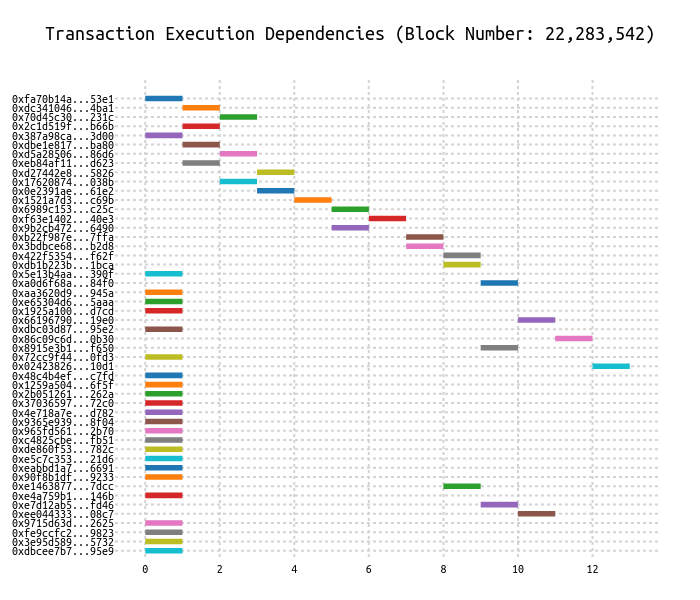 Transaction Execution Dependencies (Block Number: 22,283,542)
0xfa70b14a...53e1
0xdc341046...4ba1
0x70d45c30...231c
0x2c1d519f...b66b
0x387a98ca...3d00
0xdbe1e817...ba80
0xd5a28506...86d6
0xeb84af11...d623
0xd27442e8...5826
0x17620874...038b
0x0e2391ae...61e2
0x1521a7d3...c69b
0x6989c153...c25c
0xf63e1402...40e3
0x9b2cb472...6490
0xb22f987e...7ffa
0x3bdbce68...b2d8
0x422f5354...f62f
0xdb1b223b...1bca
0x5e13b4aa...390f
0xa0d6f68a...84f0
0xaa3620d9...945a
0xe65304d6...5aaa
0x1925a100...d7cd
0x66196790...19e0
0xdbc03d87...95e2
0x86c09c6d...0b30
0x8915e3b1...f650
0x72cc9f44...0fd3
0x02423826...10d1
0x48c4b4ef...c7fd
0x1259a504...6f5f
0x2b051261...262a
0x37036597...72c0
0x4e718a7e...d782
0x9365e939...8f04
0x965fd561...2b70
0xc4825cbe...fb51
0xde860f53...782c
0xe5c7c353...21d6
0xeabbd1a7...6691
0x90f8b1df...9233
0xe1463877...7dcc
0xe4a759b1...146b
0xe7d12ab5...fd46
0xee044333...08c7
0x9715d63d...2625
0xfe9ccfc2...9823
0x3e95d589...5732
0xdbcee7b7...95e9
0 2 4 6 8 10 12